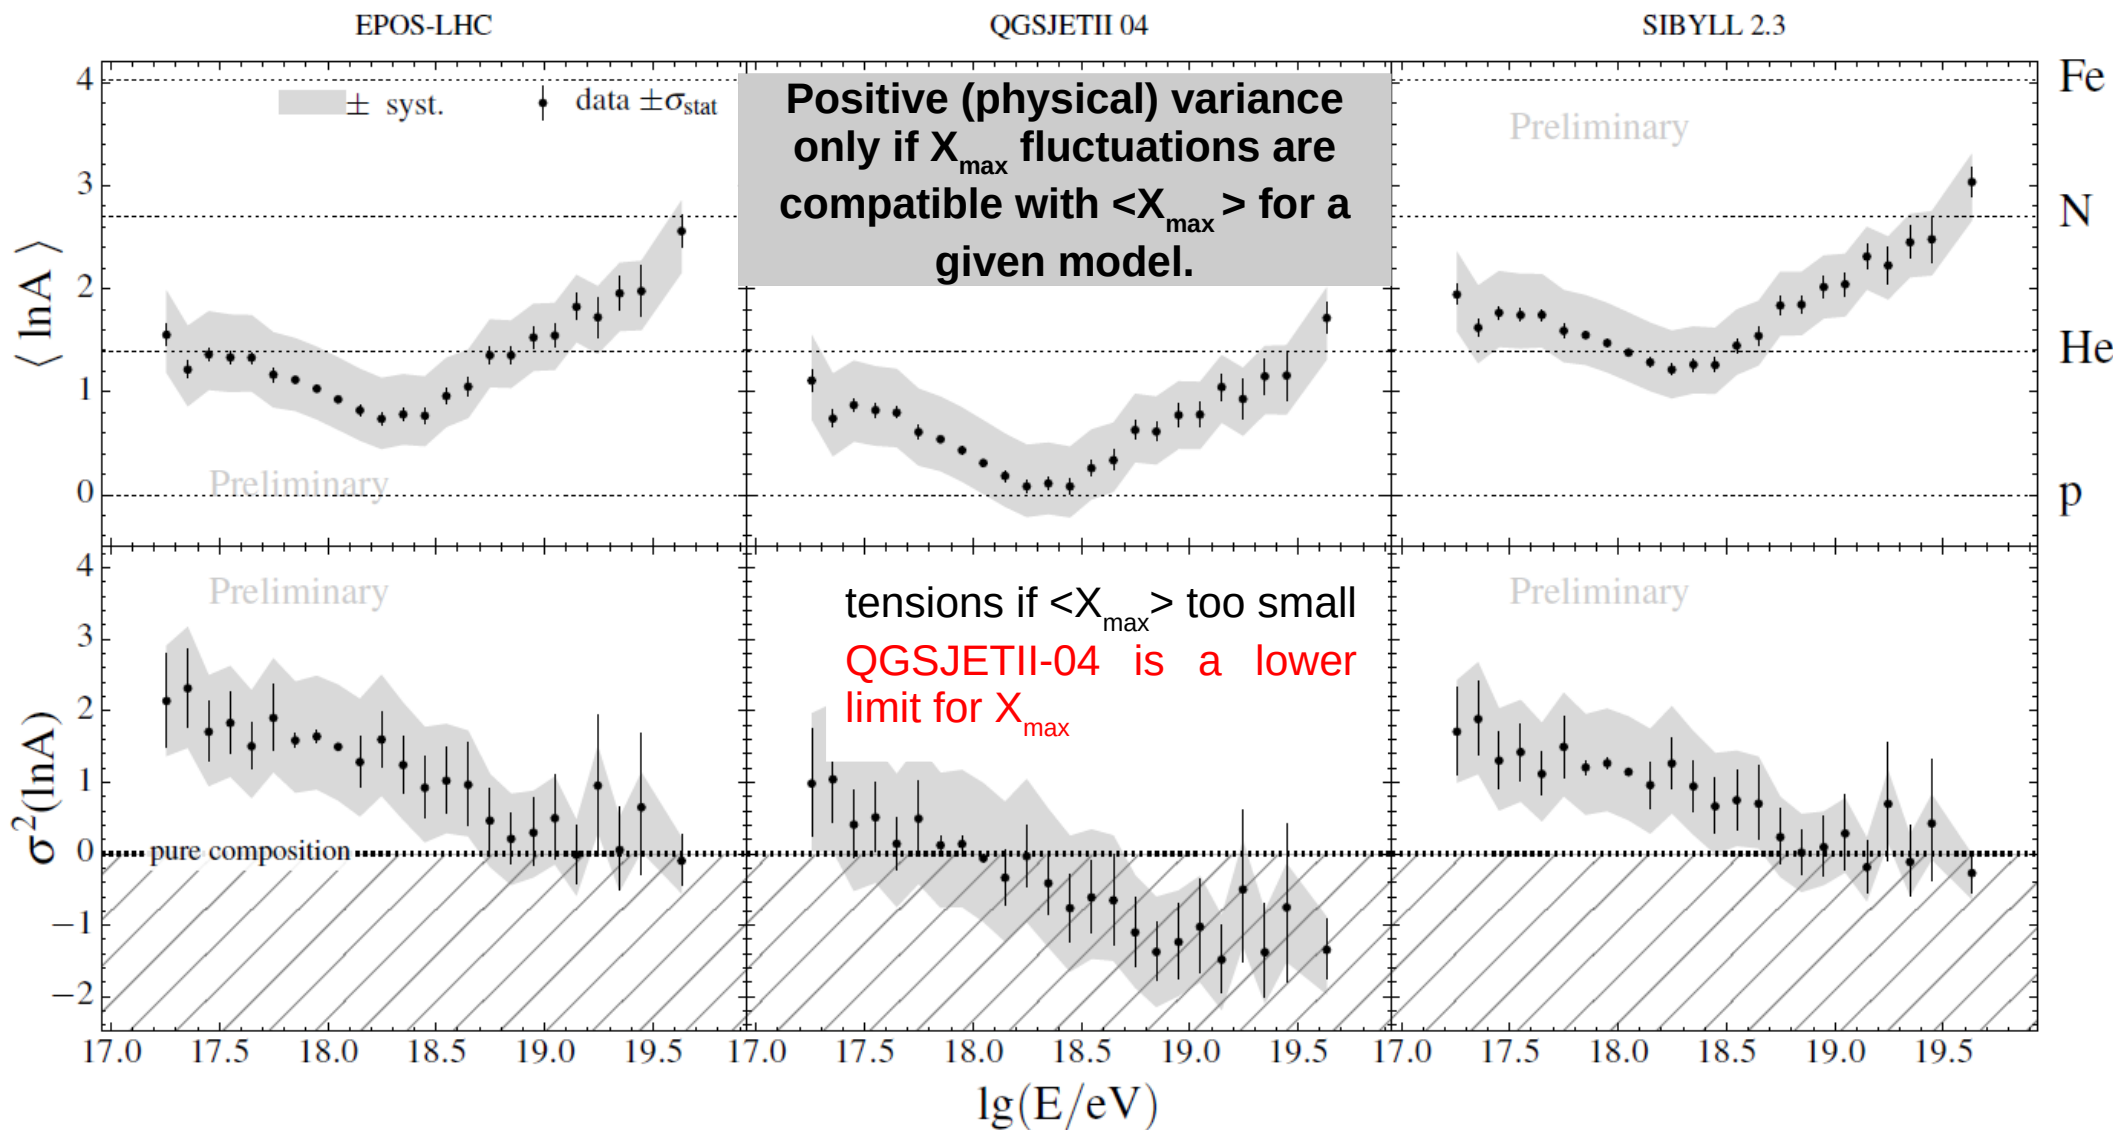 EPOS-LHC
QGSJETII 04
SIBYLL 2.3
⟨ lnA ⟩
4
3
2
1
0
± syst.
data ±σstat
Preliminary
Positive (physical) variance
only if Xmax fluctuations are
compatible with <Xmax > for a
given model.
Preliminary
Fe
N
He
p
σ²(lnA)
4
3
2
1
0
−1
−2
Preliminary
pure composition
tensions if <Xmax> too small
QGSJETII-04 is a lower
limit for Xmax
Preliminary
17.0 17.5 18.0 18.5 19.0 19.5 17.0 17.5 18.0 18.5 19.0 19.5 17.0 17.5 18.0 18.5 19.0 19.5
lg(E/eV)